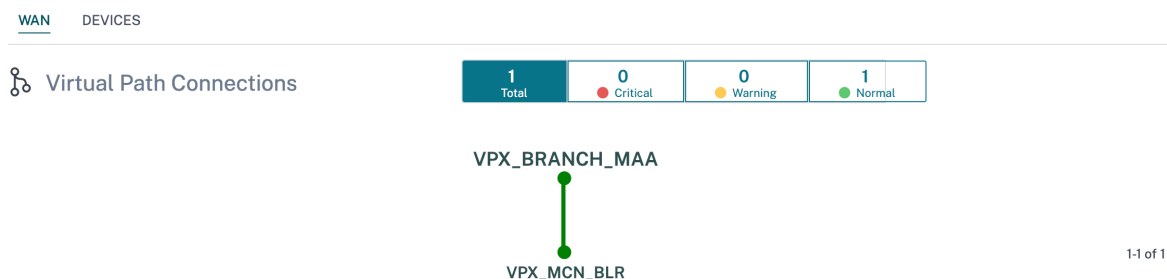 WAN DEVICES
Virtual Path Connections
1 0 0 1
Total Critical Warning Normal
VPX_BRANCH_MAA
1-1 of 1
VPX_MCN_BLR